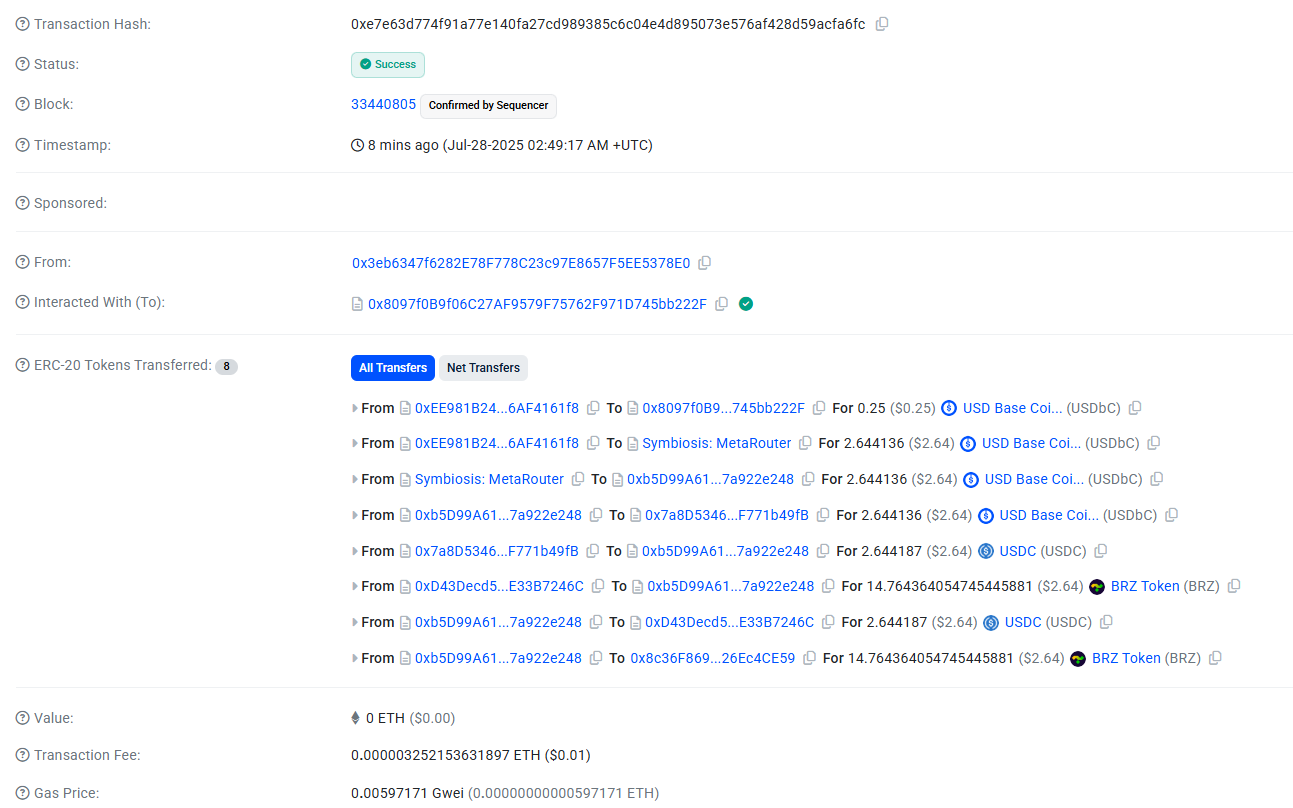 Transaction Hash: 0xe7e63d774f91a77e140fa27cd989385c6c04e4d895073e576af428d59acfa6fc
Status: Success
Block: 33440805 Confirmed by Sequencer
Timestamp: 8 mins ago (Jul-28-2025 02:49:17 AM +UTC)
Sponsored:
From: 0x3eb6347f6282E78F778C23c97E8657F5EE5378E0
Interacted With (To): 0x8097f0B9f06C27AF9579F75762F971D745bb222F
ERC-20 Tokens Transferred: 8 All Transfers Net Transfers
From 0xEE981B24...6AF4161f8 To 0x8097f0B9...745bb222F For 0.25 ($0.25) USD Base Coi... (USDbC)
From 0xEE981B24...6AF4161f8 To Symbiosis: MetaRouter For 2.644136 ($2.64) USD Base Coi... (USDbC)
From Symbiosis: MetaRouter To 0xb5D99A61...7a922e248 For 2.644136 ($2.64) USD Base Coi... (USDbC)
From 0xb5D99A61...7a922e248 To 0x7a8D5346...F771b49fB For 2.644136 ($2.64) USD Base Coi... (USDbC)
From 0x7a8D5346...F771b49fB To 0xb5D99A61...7a922e248 For 2.644187 ($2.64) USDC (USDC)
From 0xD43Decd5...E33B7246C To 0xb5D99A61...7a922e248 For 14.764364054745445881 ($2.64) BRZ Token (BRZ)
From 0xb5D99A61...7a922e248 To 0xD43Decd5...E33B7246C For 2.644187 ($2.64) USDC (USDC)
From 0xb5D99A61...7a922e248 To 0x8c36F869...26Ec4CE59 For 14.764364054745445881 ($2.64) BRZ Token (BRZ)
Value: 0 ETH ($0.00)
Transaction Fee: 0.000003252153631897 ETH ($0.01)
Gas Price: 0.00597171 Gwei (0.00000000000597171 ETH)